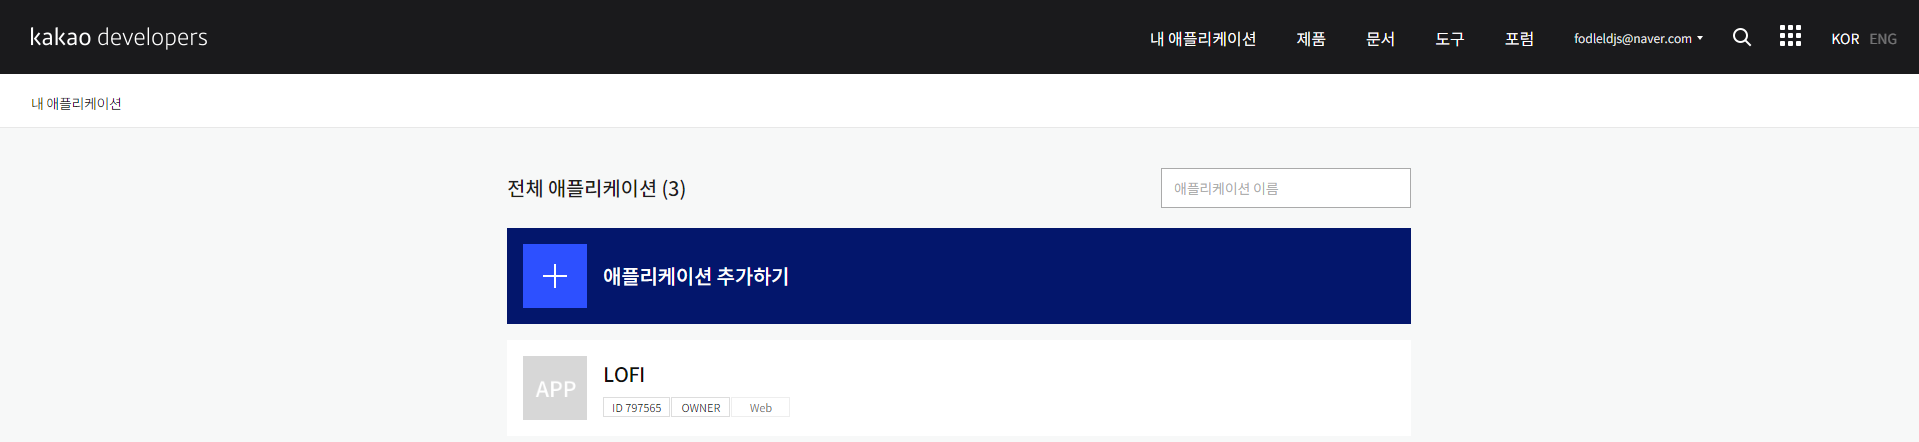 kakao developers
내 애플리케이션 제품 문서 도구 포럼 fodleldjs@naver.com KOR ENG
내 애플리케이션
전체 애플리케이션 (3)
애플리케이션 이름
애플리케이션 추가하기
APP
LOFI
ID 797565 OWNER Web